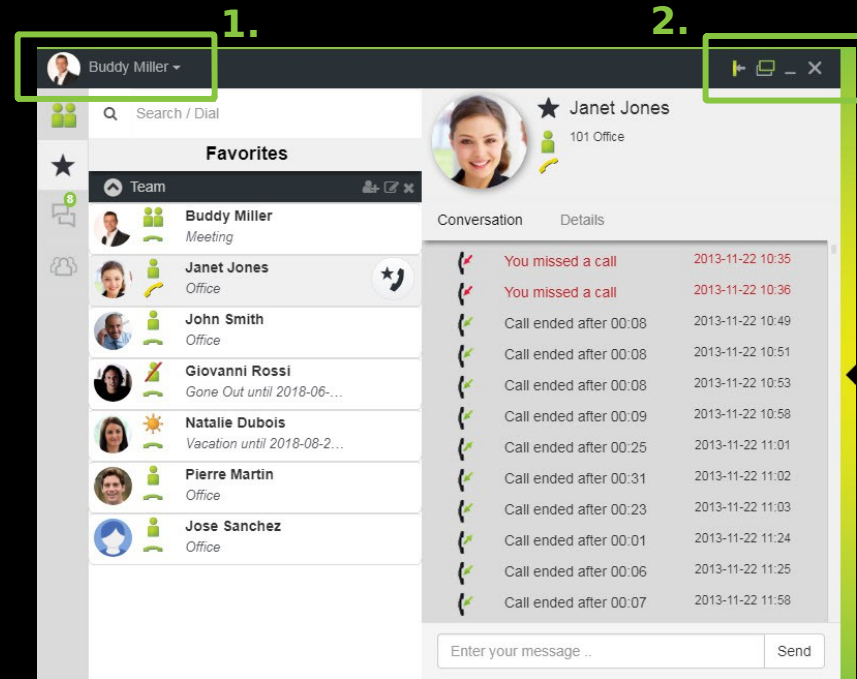 1.
2.
Buddy Miller
Search / Dial
Favorites
Team
8
Buddy Miller
Meeting
Janet Jones
Office
John Smith
Office
Giovanni Rossi
Gone Out until 2018-06-...
Natalie Dubois
Vacation until 2018-08-2...
Pierre Martin
Office
Jose Sanchez
Office
Janet Jones
101 Office
Conversation Details
You missed a call 2013-11-22 10:35
You missed a call 2013-11-22 10:36
Call ended after 00:08 2013-11-22 10:49
Call ended after 00:08 2013-11-22 10:51
Call ended after 00:08 2013-11-22 10:53
Call ended after 00:09 2013-11-22 10:58
Call ended after 00:25 2013-11-22 11:01
Call ended after 00:31 2013-11-22 11:02
Call ended after 00:23 2013-11-22 11:03
Call ended after 00:01 2013-11-22 11:24
Call ended after 00:06 2013-11-22 11:25
Call ended after 00:07 2013-11-22 11:58
Enter your message .. Send